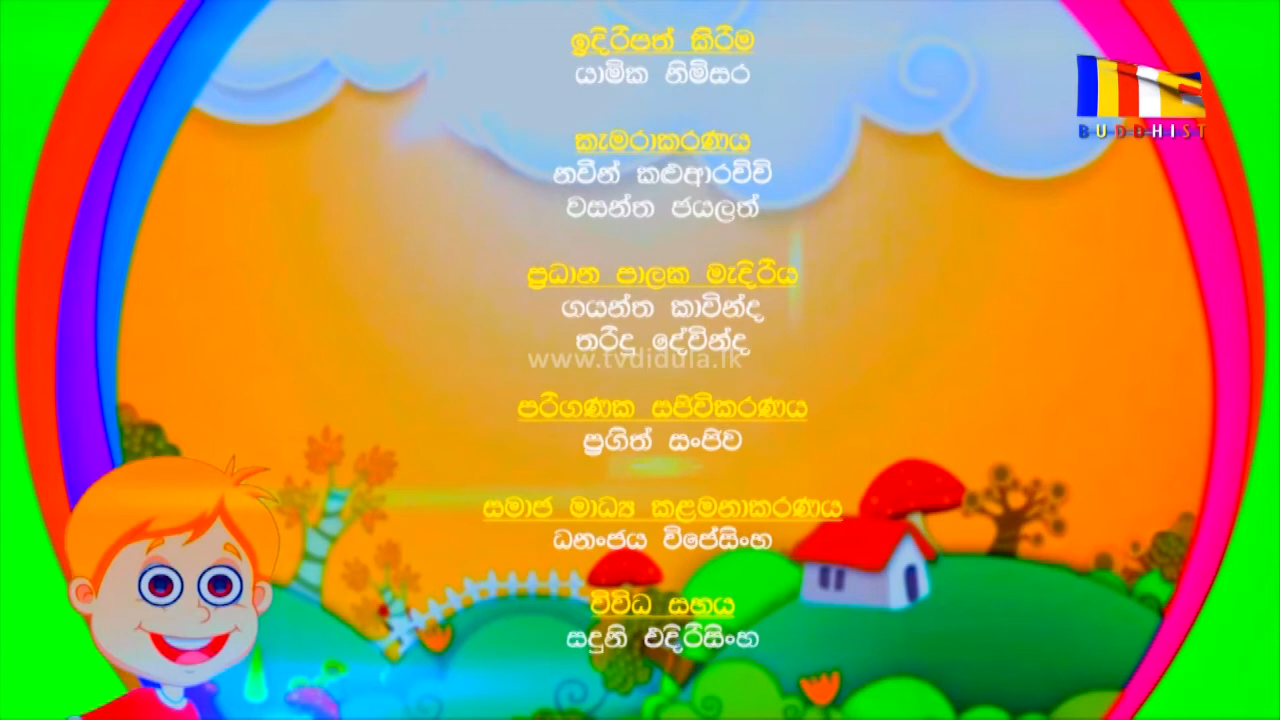 ඉදිරිපත් කිරීම
යාමික නිමිසර
BUDDHIST
කැමරාකරණය
නවීන් කළුආරච්චි
වසන්ත ජයලත්
ප්‍රධාන පාලක මැදිරිය
ගයන්ත කාවින්ද
තරිදු දේවින්ද
www.tvdidula.lk
පරිගණක සජිවිකරණය
ප්‍රගිත් සංජිව
සමාජ මාධ්‍ය කළමනාකරණය
ධනංජය විජේසිංහ
විවිධ සහය
සඳුනි එදිරිසිංහ